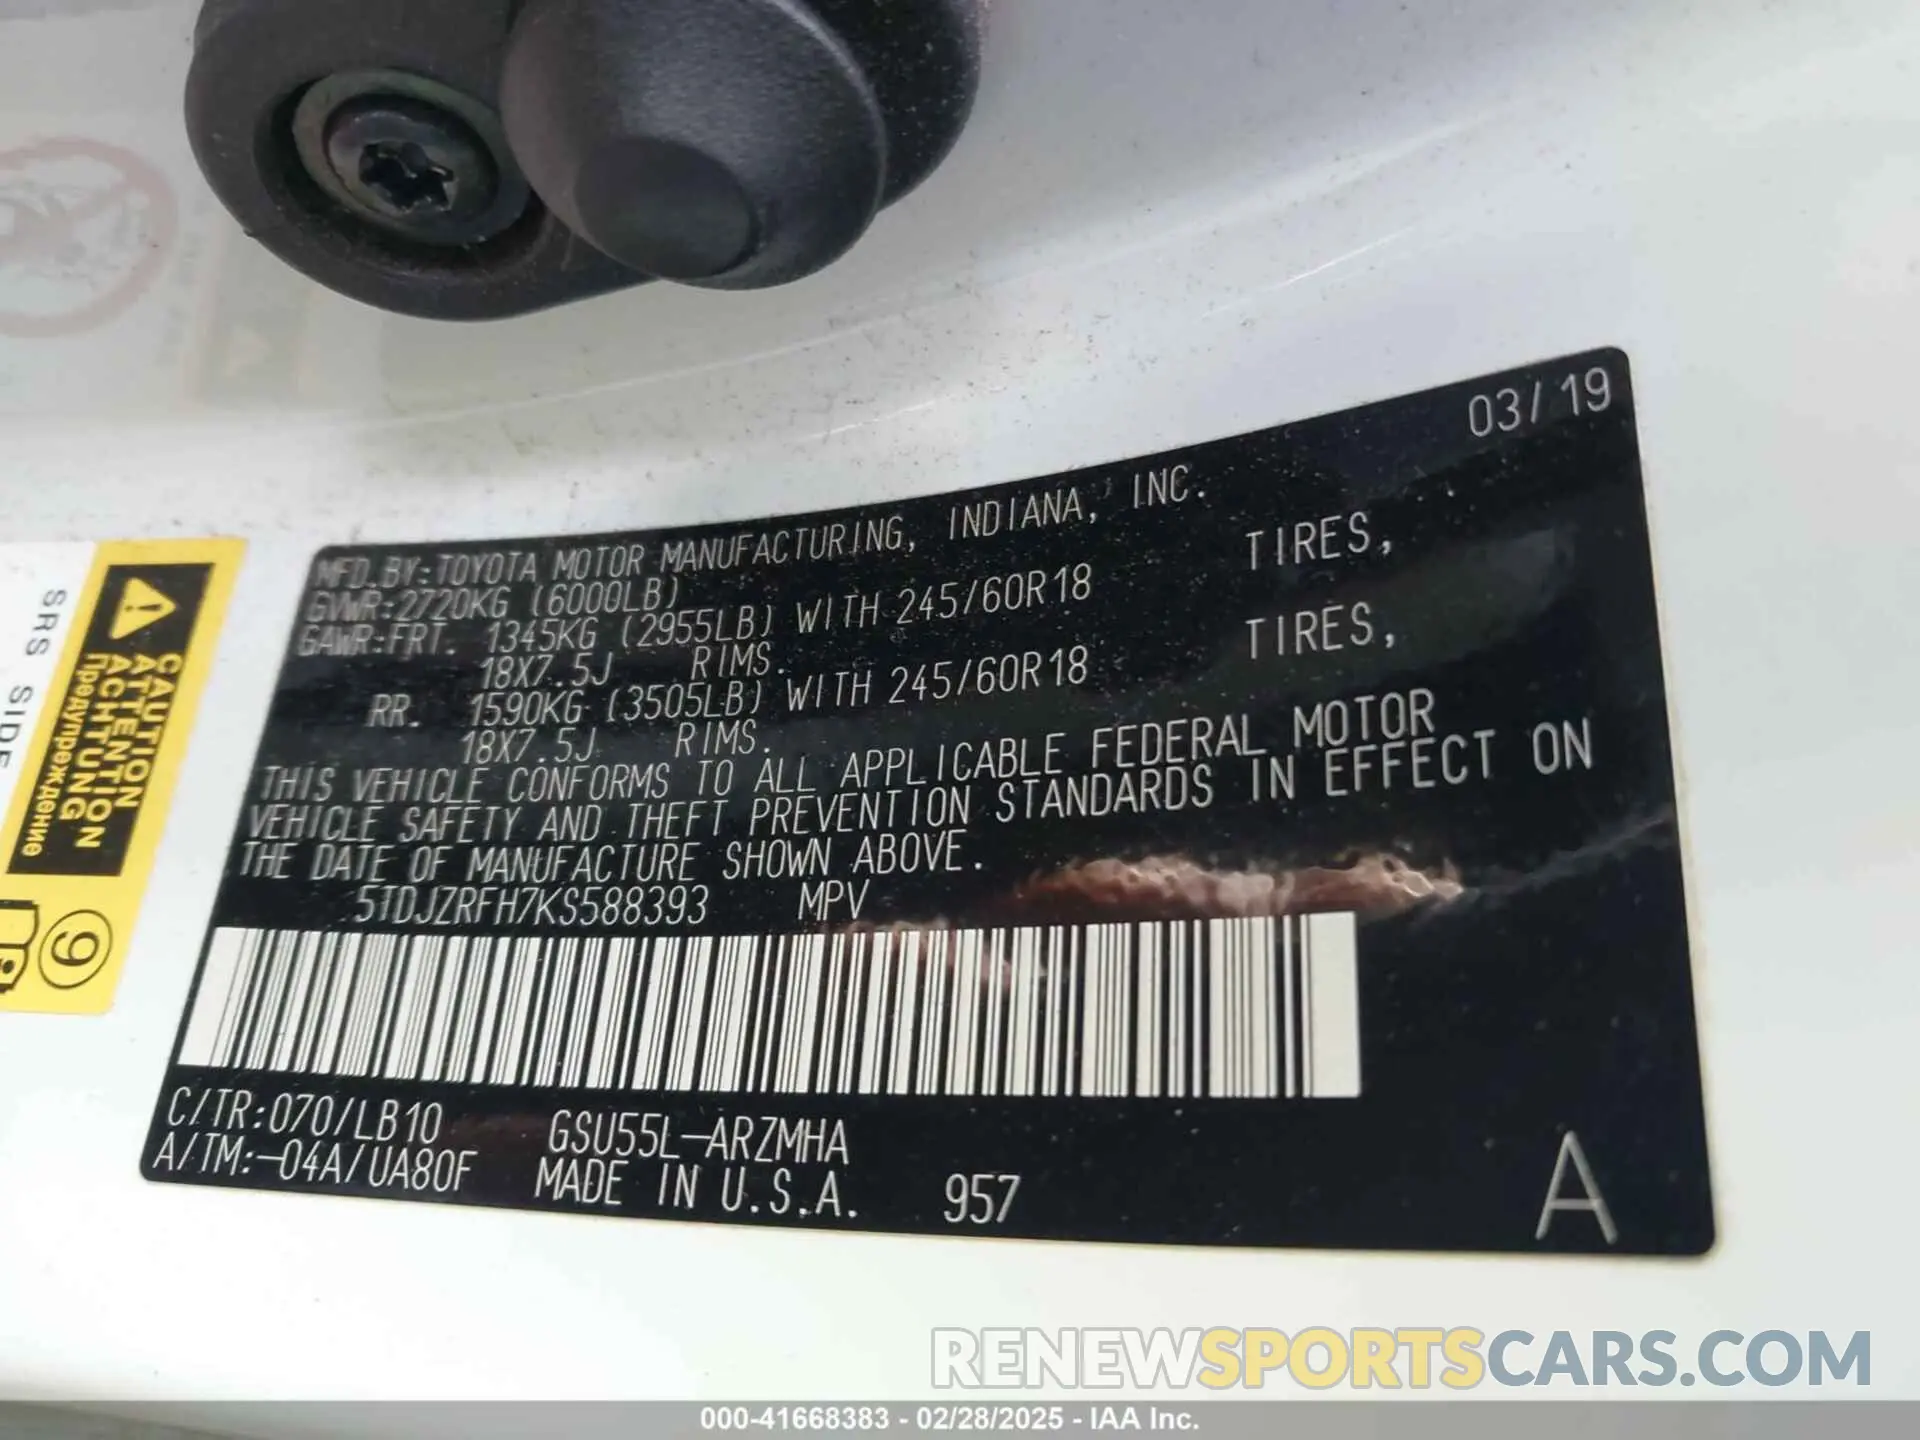 03/19
MFD.BY:TOYOTA MOTOR MANUFACTURING, INDIANA, INC.
GVWR:2720KG (6000LB)
GAWR:FRT. 1345KG (2955LB) WITH 245/60R18 TIRES,
18X7.5J RIMS.
RR. 1590KG (3505LB) WITH 245/60R18 TIRES,
18X7.5J RIMS.
THIS VEHICLE CONFORMS TO ALL APPLICABLE FEDERAL MOTOR
VEHICLE SAFETY AND THEFT PREVENTION STANDARDS IN EFFECT ON
THE DATE OF MANUFACTURE SHOWN ABOVE.
5TDJZRFH7KS588393 MPV
C/TR:070/LB10 GSU55L-ARZMHA
A/TM:-04A/UA80F MADE IN U.S.A. 957
A
CAUTION
ATTENTION
ACHTUNG
Предупреждение
SRS SIDE
9
RENEWSPORTSCARS.COM
000-41668383 - 02/28/2025 - IAA Inc.